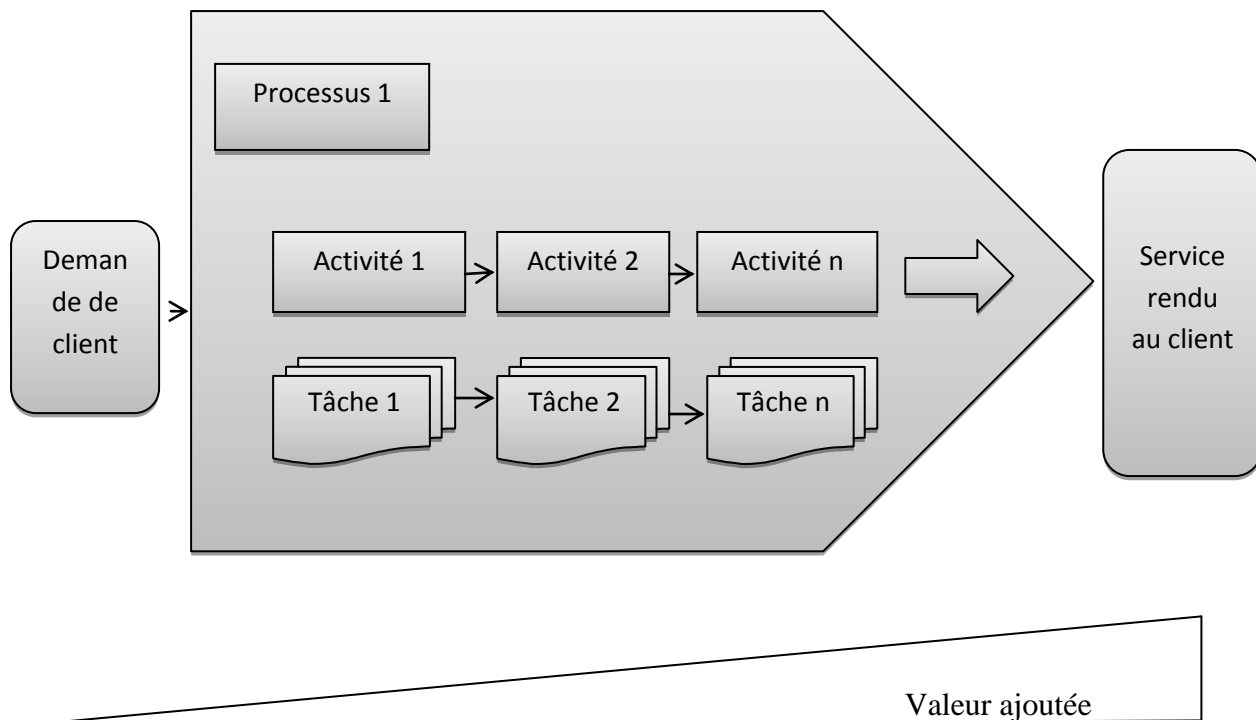 Processus 1
Deman
de de
client
Activité 1
Activité 2
Activité n
Service
rendu
au client
Tâche 1
Tâche 2
Tâche n
Valeur ajoutée